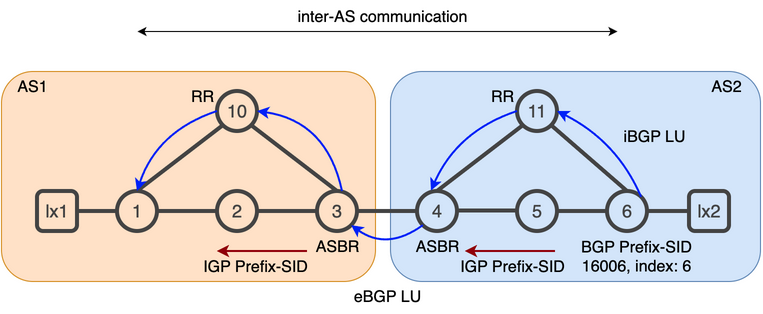 inter-AS communication
AS1
AS2
RR
10
RR
11
iBGP LU
lx1
1
2
3
4
5
6
lx2
ASBR
ASBR
BGP Prefix-SID
16006, index: 6
IGP Prefix-SID
IGP Prefix-SID
eBGP LU